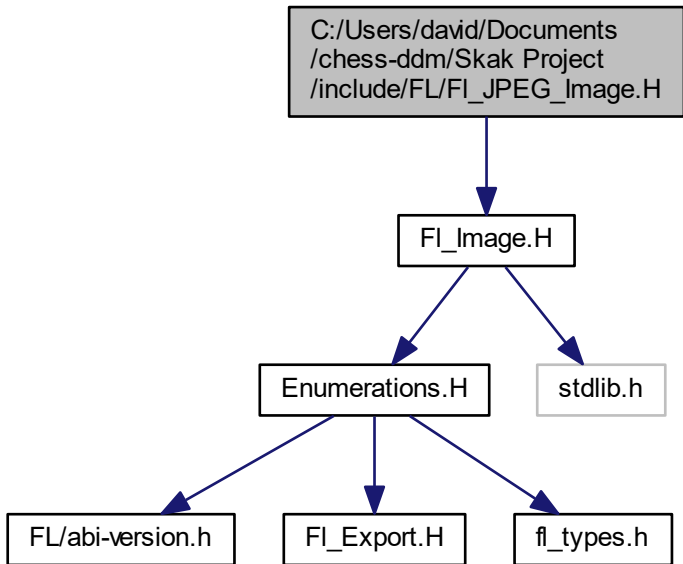 C:/Users/david/Documents
/chess-ddm/Skak Project
/include/FL/Fl_JPEG_Image.H
Fl_Image.H
Enumerations.H
stdlib.h
FL/abi-version.h
Fl_Export.H
fl_types.h